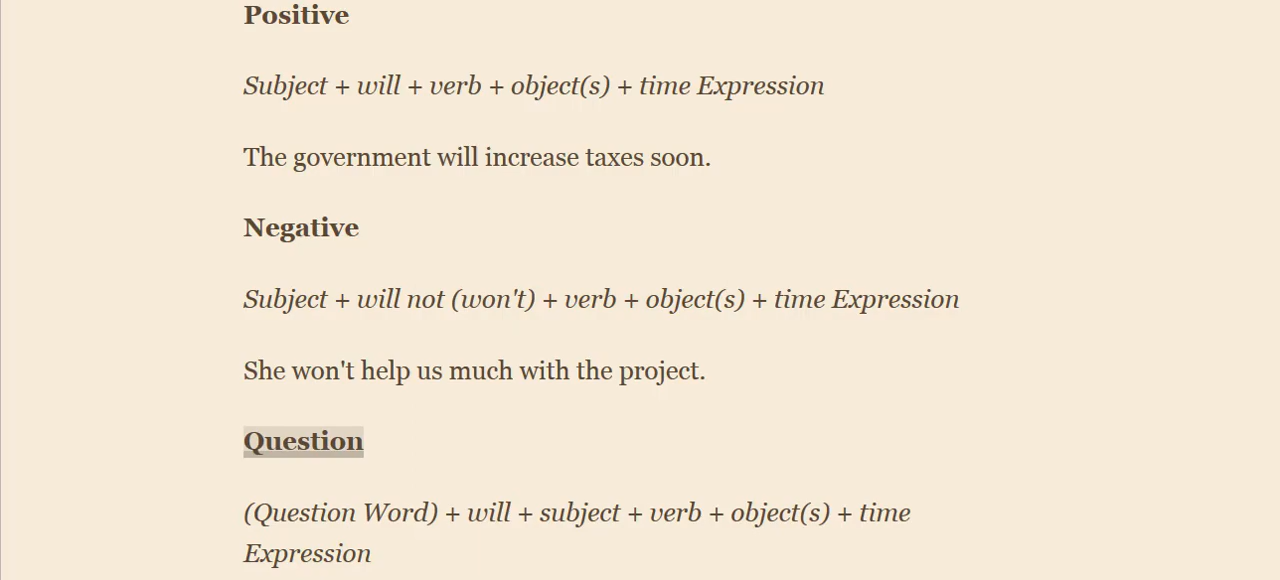 Positive
Subject + will + verb + object(s) + time Expression
The government will increase taxes soon.
Negative
Subject + will not (won't) + verb + object(s) + time Expression
She won't help us much with the project.
Question
(Question Word) + will + subject + verb + object(s) + time
Expression